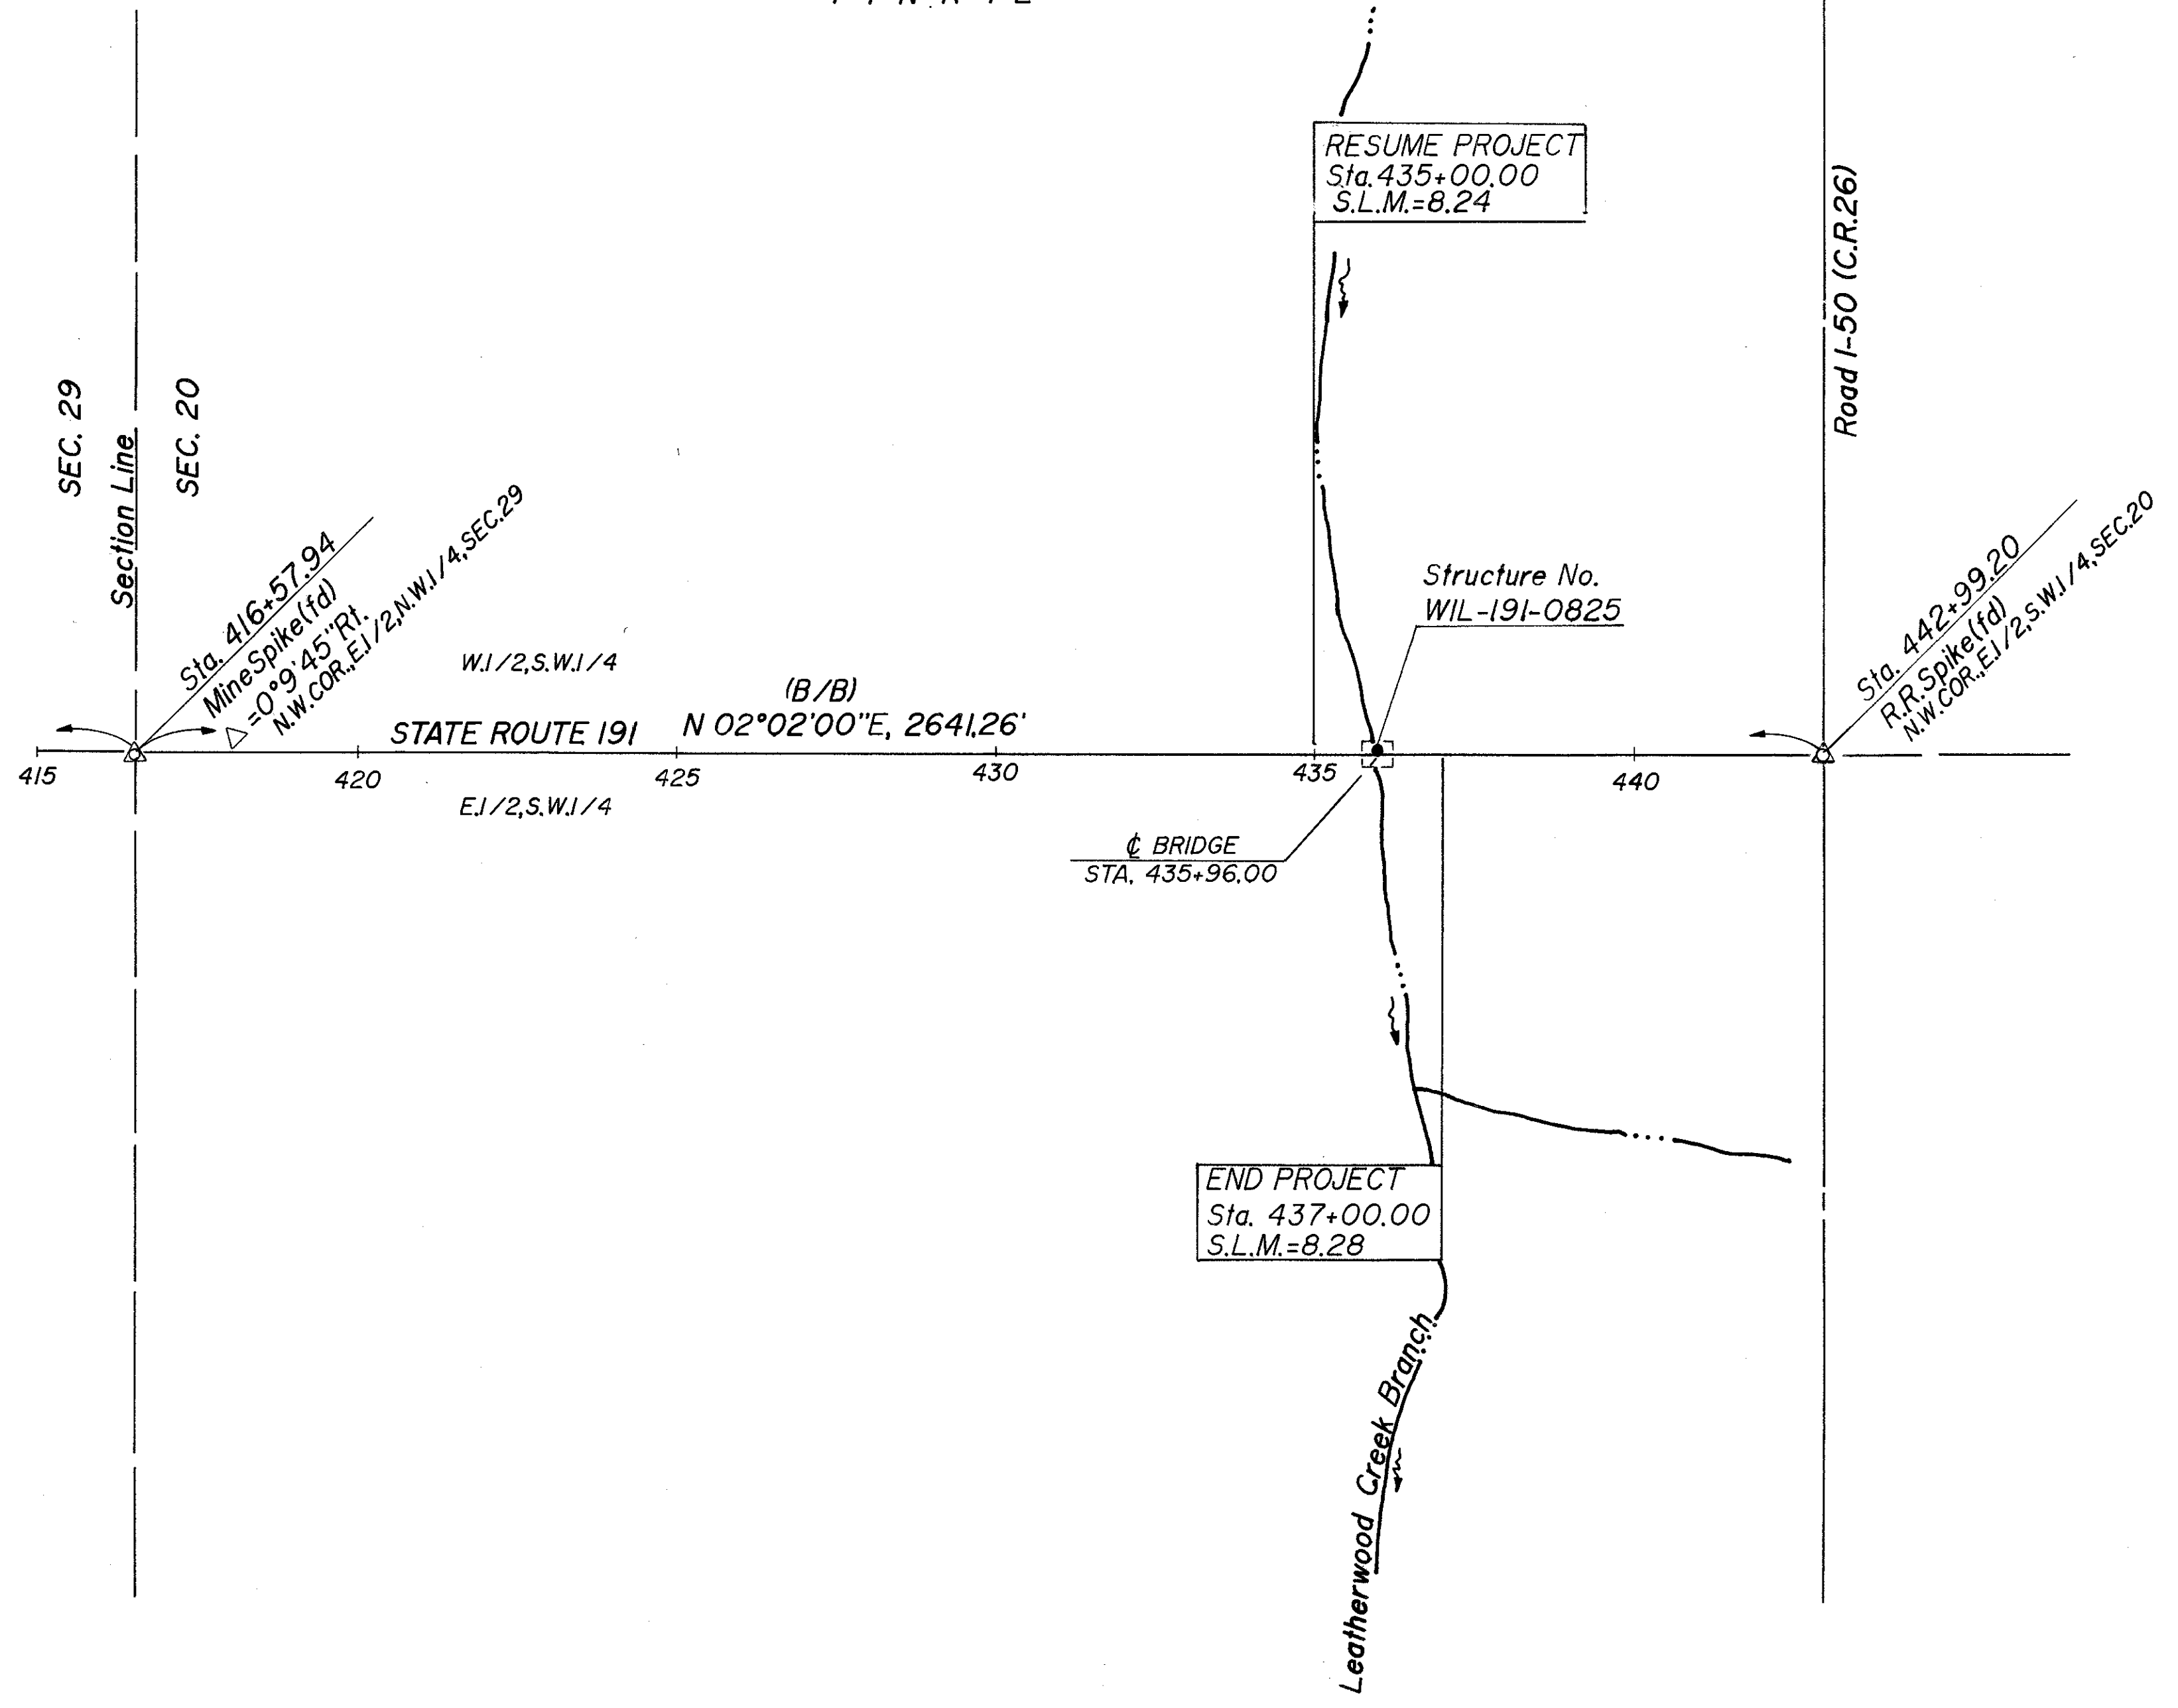 RESUME PROJECT
Sta. 435+00.00
S.L.M.=8.24
Road I-50 (C.R.26)
SEC. 29
Section Line
SEC. 20
Sta. 416+57.94
Mine Spike (fd)
△=0°9'45"Rt.
N.W. COR., E.1/2, N.W.1/4, SEC.29
Structure No.
WIL-191-0825
Sta. 442+99.20
R.R. Spike (fd)
N.W. COR., E.1/2, S.W.1/4, SEC.20
W.1/2, S.W.1/4
(B/B)
STATE ROUTE 191 N 02°02'00"E, 2641.26'
415 420 425 430 435 440
E.1/2, S.W.1/4
℄ BRIDGE
STA. 435+96.00
END PROJECT
Sta. 437+00.00
S.L.M.=8.28
Leatherwood Creek Branch